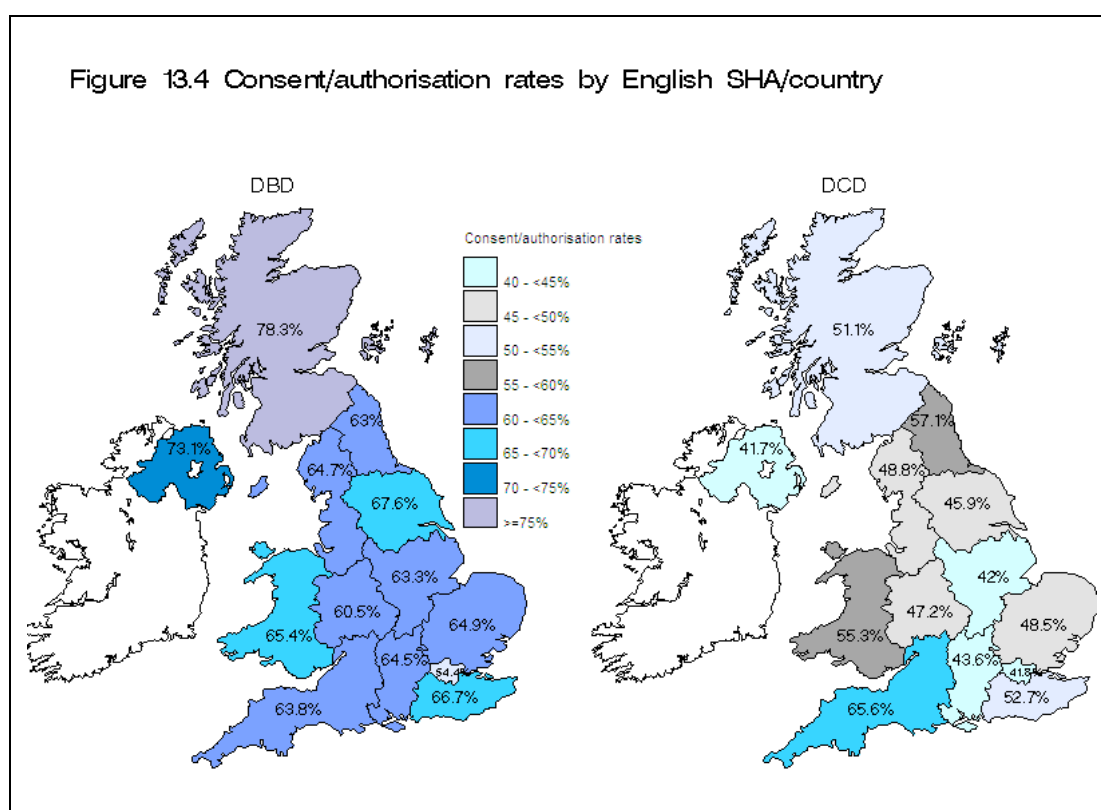 Figure 13.4 Consent/authorisation rates by English SHA/country
DBD
DCD
Consent/authorisation rates
40 - <45%
45 - <50%
50 - <55%
55 - <60%
60 - <65%
65 - <70%
70 - <75%
>=75%
78.3%
73.1%
63%
64.7%
67.6%
63.3%
60.5%
64.9%
65.4%
64.5%
54.4%
66.7%
63.8%
51.1%
41.7%
57.1%
48.8%
45.9%
42%
47.2%
48.5%
55.3%
43.6%
41.8%
52.7%
65.6%